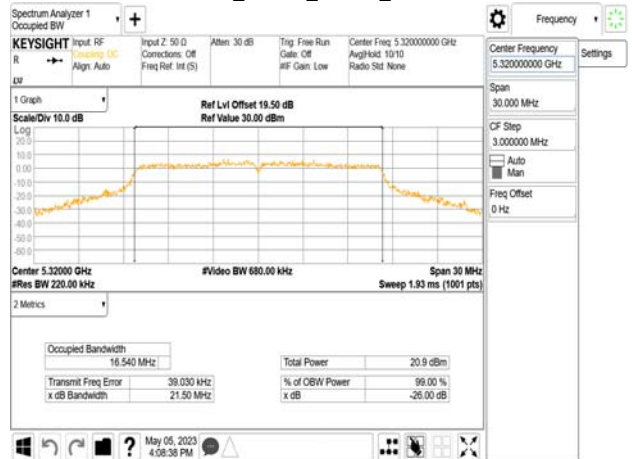 Spectrum Analyzer 1
Occupied BW
+
Frequency
KEYSIGHT
R
LXI
Input: RF
Coupling: DC
Align: Auto
Input Z: 50 Ω
Corrections: Off
Freq Ref: Int (S)
Atten: 30 dB
Trig: Free Run
Gate: Off
#IF Gain: Low
Center Freq: 5.320000000 GHz
Avg|Hold: 10/10
Radio Std: None
Center Frequency
5.320000000 GHz
Settings
Span
30.000 MHz
CF Step
3.000000 MHz
Auto
Man
Freq Offset
0 Hz
1 Graph
Scale/Div 10.0 dB
Ref Lvl Offset 19.50 dB
Ref Value 30.00 dBm
Log
20.0
10.0
0.00
-10.0
-20.0
-30.0
-40.0
-50.0
-60.0
Center 5.32000 GHz
#Video BW 680.00 kHz
Span 30 MHz
#Res BW 220.00 kHz
Sweep 1.93 ms (1001 pts)
2 Metrics
Occupied Bandwidth
16.540 MHz
Total Power 20.9 dBm
Transmit Freq Error 39.030 kHz
% of OBW Power 99.00 %
x dB Bandwidth 21.50 MHz
x dB -26.00 dB
?
May 05, 2023
4:08:38 PM